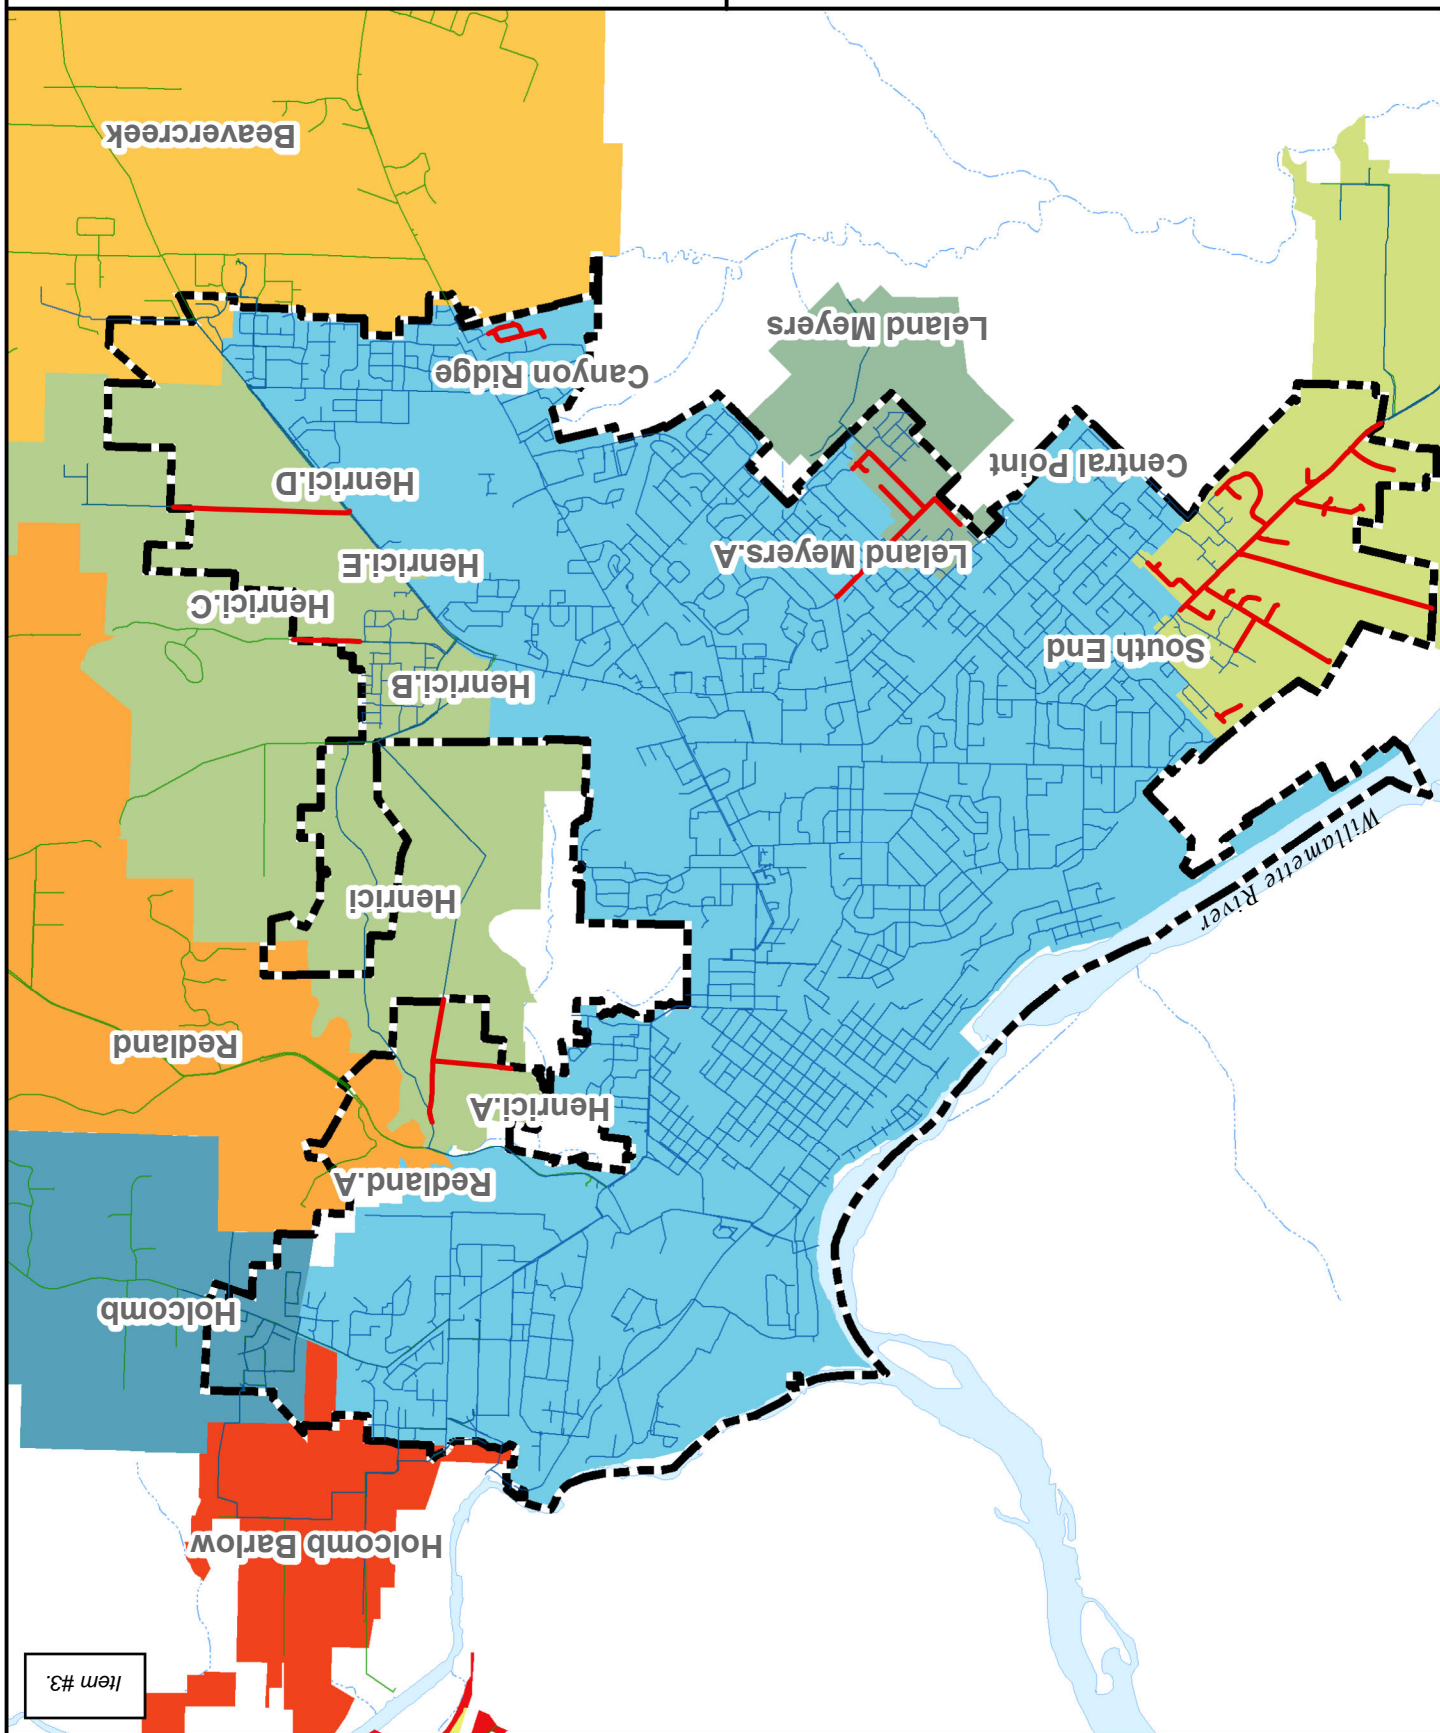 Item #3.
Holcomb Barlow
Holcomb
Redland.A
Henrici.A
Redland
Willamette River
Henrici
Henrici.B
South End
Henrici.C
Henrici.E
Leland Meyers.A
Henrici.D
Central Point
Canyon Ridge
Leland Meyers
Beavercreek